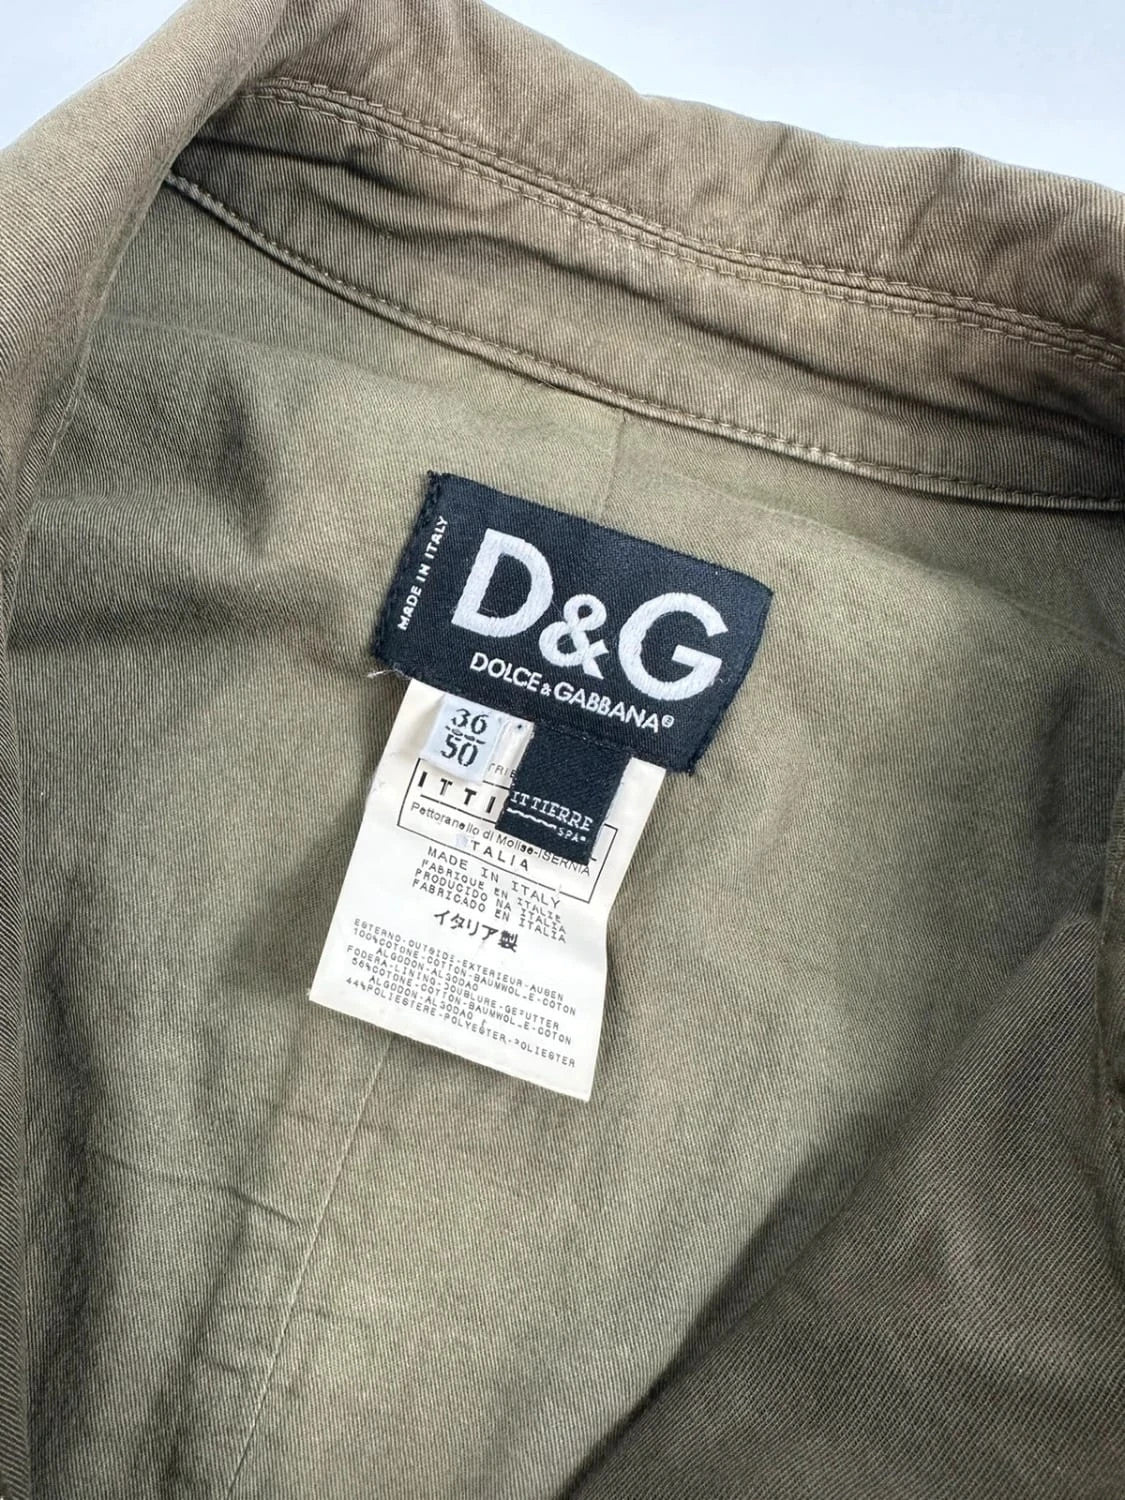 MADE IN ITALY
D&G
DOLCE&GABBANA®
36
50
ITTI
ITTIERRE
SPA
Pettoranello di Molise-ISERNIA
ITALIA
MADE IN ITALY
FABRIQUE EN ITALIE
PRODUCIDO NA ITALIA
FABRICADO EN ITALIA
イタリア製
ESTERNO-OUTSIDE-EXTERIEUR-AUßEN
100%COTONE-COTTON-BAUMWOLLE-COTON
ALGODON-ALGODAO
FODERA-LINING-DOUBLURE-GEFUTTER
56%COTONE-COTTON-BAUMWOLLE-COTON
ALGODON-ALGODAO
44%POLIESTERE-POLYESTER-POLIESTER